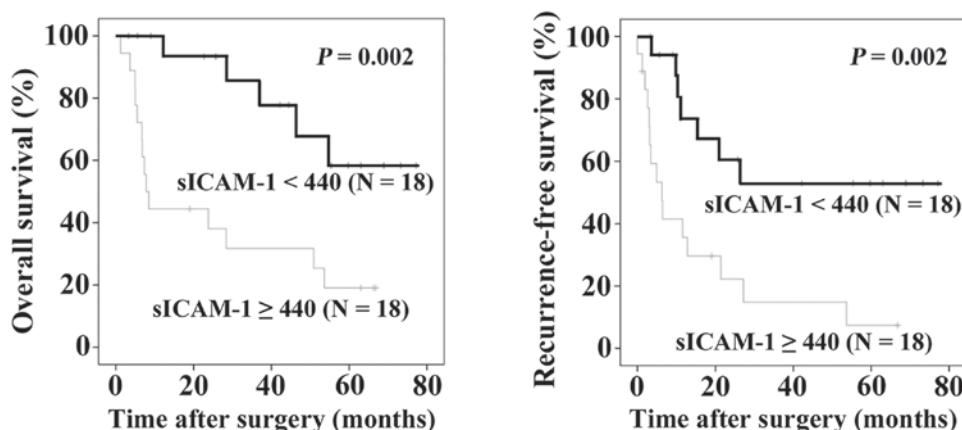 Overall survival (%)
100
80
60
40
20
0
P = 0.002
sICAM-1 < 440 (N = 18)
sICAM-1 ≥ 440 (N = 18)
0 20 40 60 80
Time after surgery (months)
Recurrence-free survival (%)
100
80
60
40
20
0
P = 0.002
sICAM-1 < 440 (N = 18)
sICAM-1 ≥ 440 (N = 18)
0 20 40 60 80
Time after surgery (months)